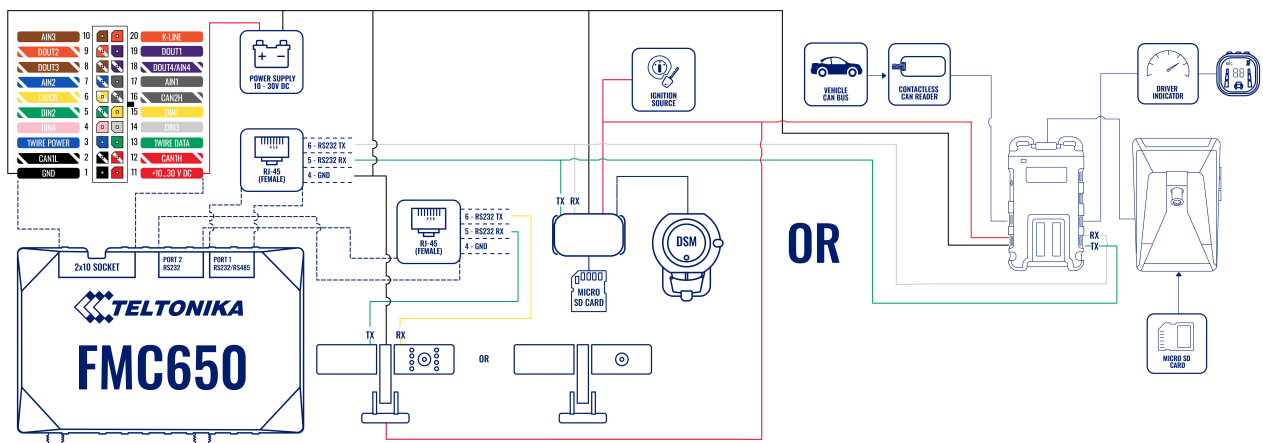 AIN3 10 20 K-LINE
DOUT2 9 19 DOUT1
DOUT3 8 18 DOUT4/AIN4
AIN2 7 17 AIN1
CAN2L 6 16 CAN2H
DIN2 5 15 DIN1
DIN4 4 14 DIN3
1WIRE POWER 3 13 1WIRE DATA
CAN1L 2 12 CAN1H
GND 1 11 +10...30 V DC
POWER SUPPLY
10 - 30V DC
RJ-45
(FEMALE)
6 - RS232 TX
5 - RS232 RX
4 - GND
RJ-45
(FEMALE)
6 - RS232 TX
5 - RS232 RX
4 - GND
2x10 SOCKET
PORT 2
RS232
PORT 1
RS232/RS485
TELTONIKA
FMC650
TX RX
OR
IGNITION
SOURCE
TX RX
DSM
MICRO
SD CARD
OR
VEHICLE
CAN BUS
CONTACTLESS
CAN READER
DRIVER
INDICATOR
RX
TX
MICRO SD
CARD